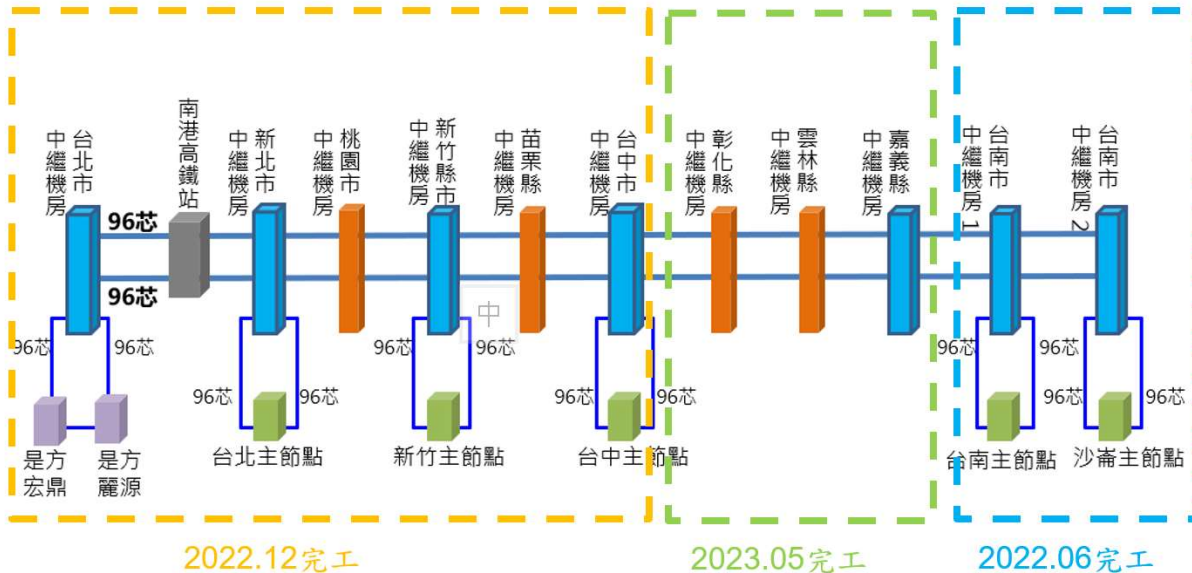 台北市
中繼機房
南港高鐵站
新北市
中繼機房
桃園市
中繼機房
新竹縣市
中繼機房
苗栗縣
中繼機房
台中市
中繼機房
彰化縣
中繼機房
雲林縣
中繼機房
嘉義縣
中繼機房
台南市
中繼機房1
台南市
中繼機房2
96芯
96芯
中
96芯
96芯
96芯
96芯
96芯
96芯
96芯
96芯
96芯
96芯
96芯
96芯
96芯
96芯
是方
宏鼎
是方
麗源
台北主節點
新竹主節點
台中主節點
台南主節點
沙崙主節點
2022.12完工
2023.05完工
2022.06完工